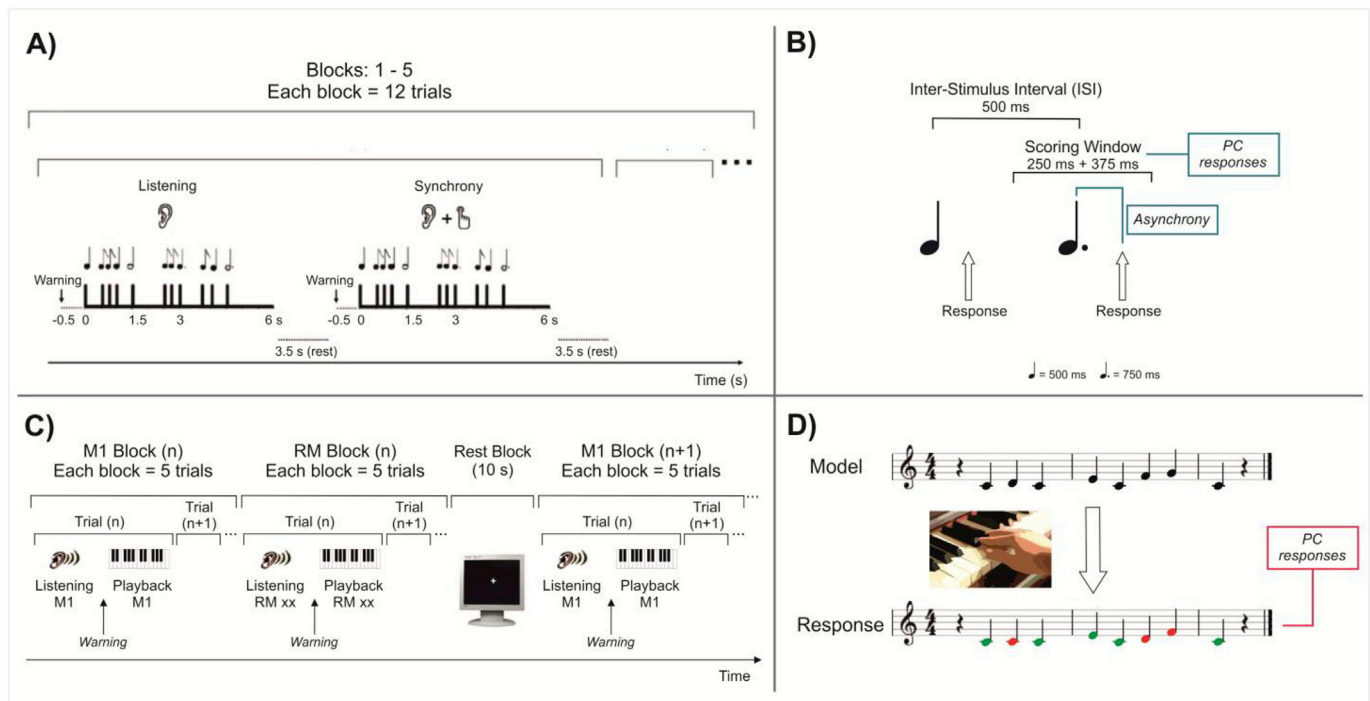 A)
Blocks: 1 - 5
Each block = 12 trials
Listening
Synchrony
+
Warning
Warning
-0.5 0 1.5 3 6 s
-0.5 0 1.5 3 6 s
3.5 s (rest)
3.5 s (rest)
Time (s)
B)
Inter-Stimulus Interval (ISI)
500 ms
Scoring Window
250 ms + 375 ms
PC
responses
Asynchrony
Response
Response
= 500 ms
= 750 ms
C)
M1 Block (n)
Each block = 5 trials
RM Block (n)
Each block = 5 trials
Rest Block
(10 s)
M1 Block (n+1)
Each block = 5 trials
...
Trial (n)
Trial
(n+1)
...
Trial (n)
Trial
(n+1)
...
Trial (n)
Trial
(n+1)
...
Listening
M1
Playback
M1
Listening
RM xx
Playback
RM xx
Listening
M1
Playback
M1
Warning
Warning
Warning
Time
D)
Model
4
4
PC
responses
Response
4
4